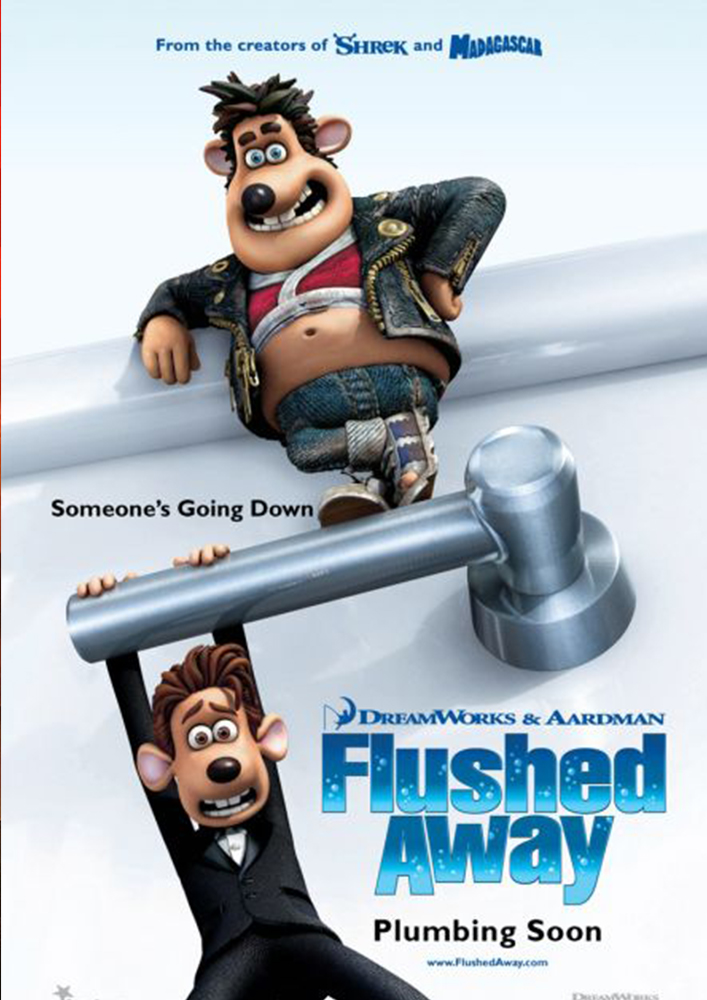 From the creators of SHREK and MADAGASCAR
Someone's Going Down
DREAMWORKS & AARDMAN
Flushed
Away
Plumbing Soon
www.FlushedAway.com
DREAMWORKS